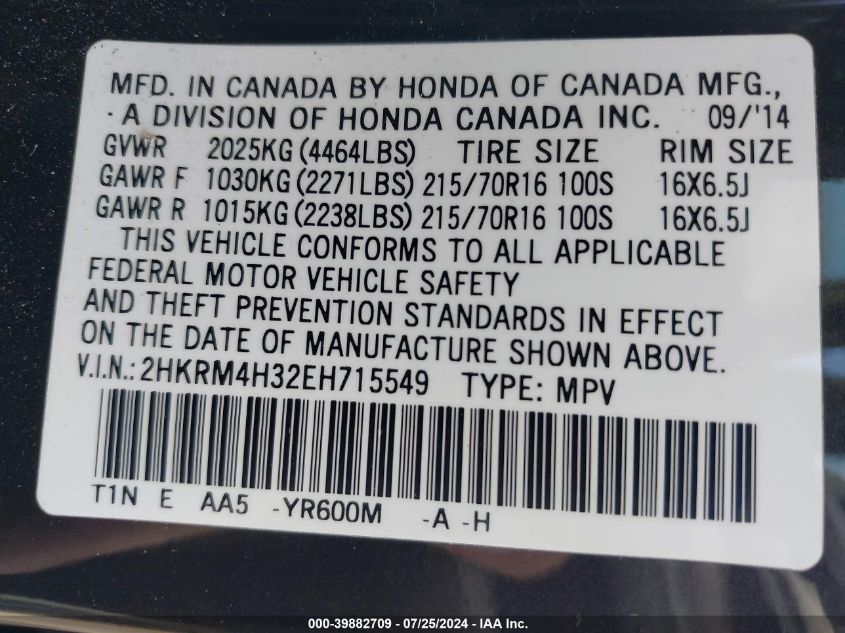 MFD. IN CANADA BY HONDA OF CANADA MFG.,
·A DIVISION OF HONDA CANADA INC. 09/'14
GVWR 2025KG(4464LBS) TIRE SIZE RIM SIZE
GAWR F 1030KG(2271LBS) 215/70R16 100S 16X6.5J
GAWR R 1015KG(2238LBS) 215/70R16 100S 16X6.5J
THIS VEHICLE CONFORMS TO ALL APPLICABLE
FEDERAL MOTOR VEHICLE SAFETY
AND THEFT PREVENTION STANDARDS IN EFFECT
ON THE DATE OF MANUFACTURE SHOWN ABOVE.
V.I.N.: 2HKRM4H32EH715549 TYPE: MPV
T1N E AA5 -YR600M -A -H
000-39882709 - 07/25/2024 - IAA Inc.